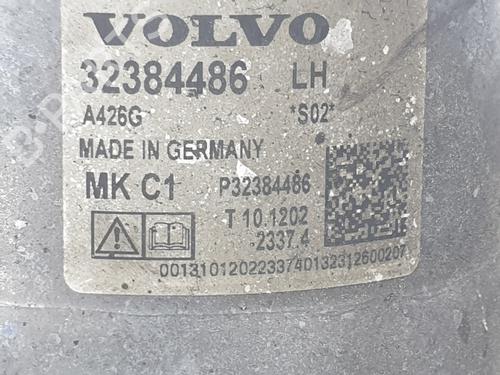 VOLVO
32384486 LH
A426G *S02*
MADE IN GERMANY
MK C1 P32384486
T 10.1202
2337.4
0013101202233740132312600207